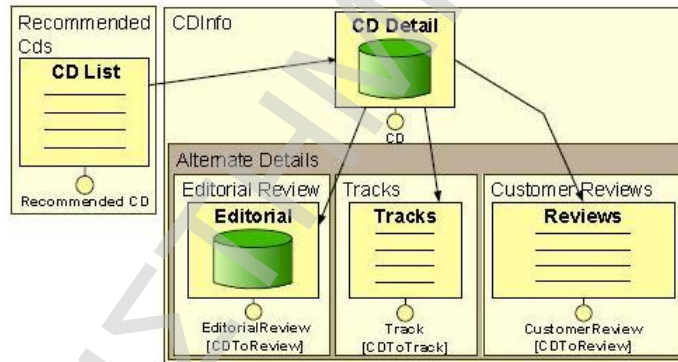 Recommended
Cds
CD List
Recommended CD
CDInfo
CD Detail
CD
Alternate Details
Editorial Review
Editorial
EditorialReview
[CDToReview]
Tracks
Tracks
Track
[CDToTrack]
Customer Reviews
Reviews
CustomerReview
[CDToReview]